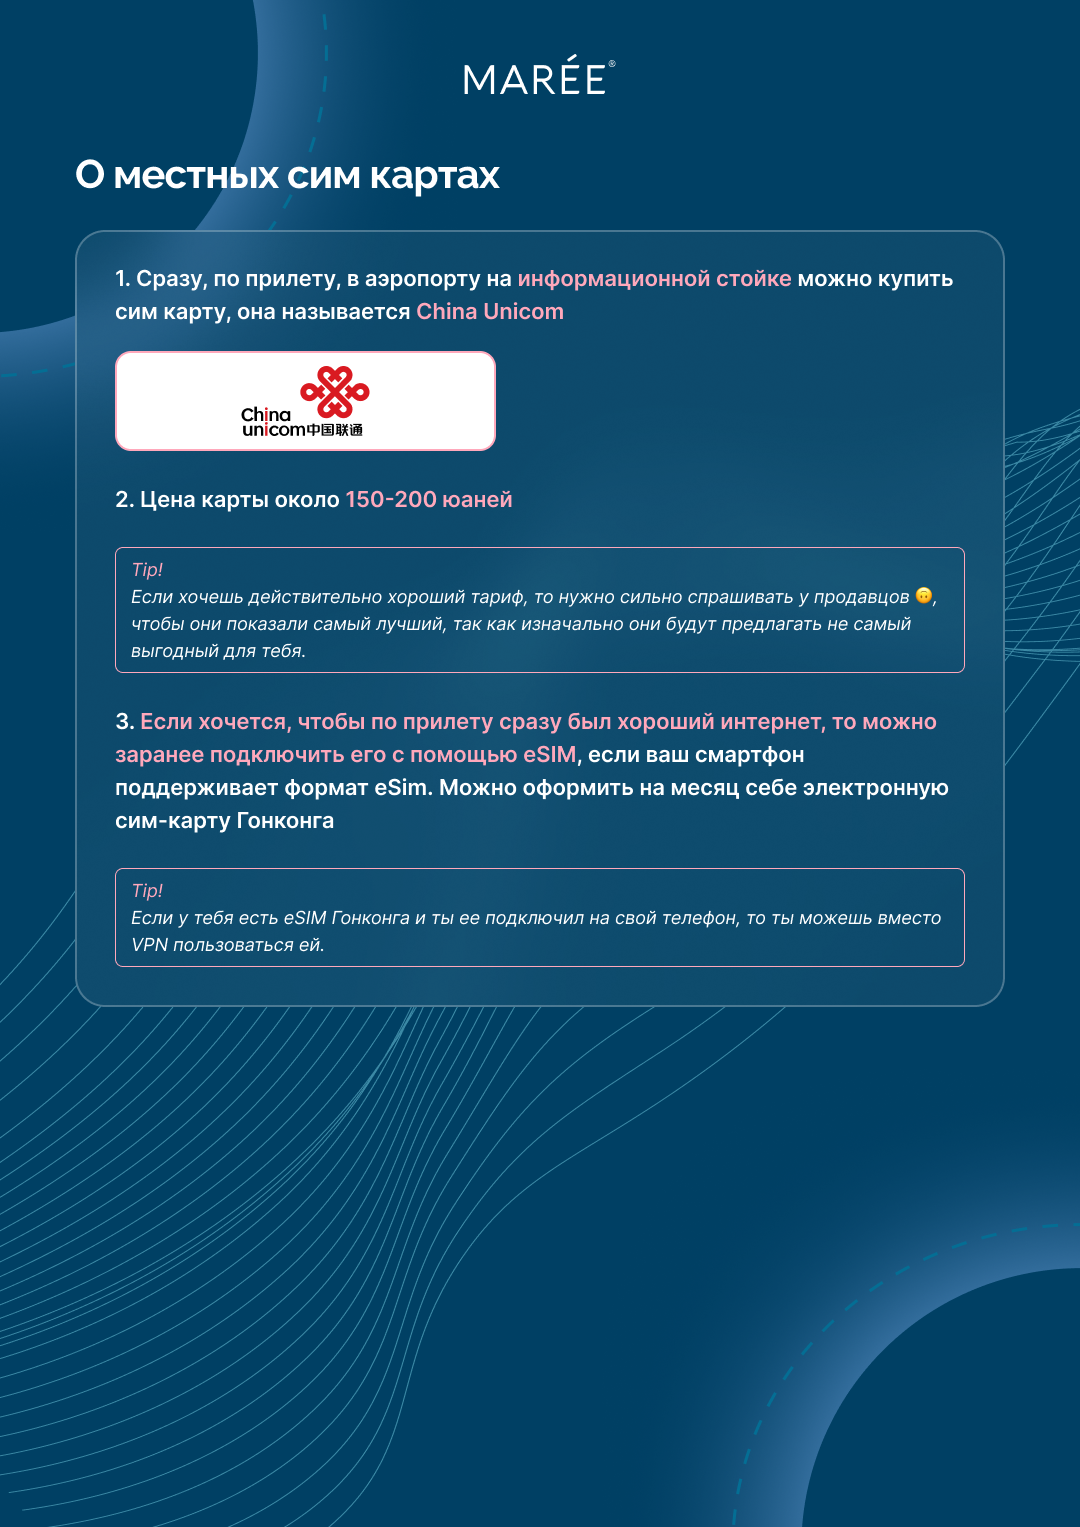 MARÉE®
О местных сим картах
1. Сразу, по прилету, в аэропорту на информационной стойке можно купить
сим карту, она называется China Unicom
China
unicom中国联通
2. Цена карты около 150-200 юаней
Tip!
Если хочешь действительно хороший тариф, то нужно сильно спрашивать у продавцов 🙃,
чтобы они показали самый лучший, так как изначально они будут предлагать не самый
выгодный для тебя.
3. Если хочется, чтобы по прилету сразу был хороший интернет, то можно
заранее подключить его с помощью eSIM, если ваш смартфон
поддерживает формат eSim. Можно оформить на месяц себе электронную
сим-карту Гонконга
Tip!
Если у тебя есть eSIM Гонконга и ты ее подключил на свой телефон, то ты можешь вместо
VPN пользоваться ей.